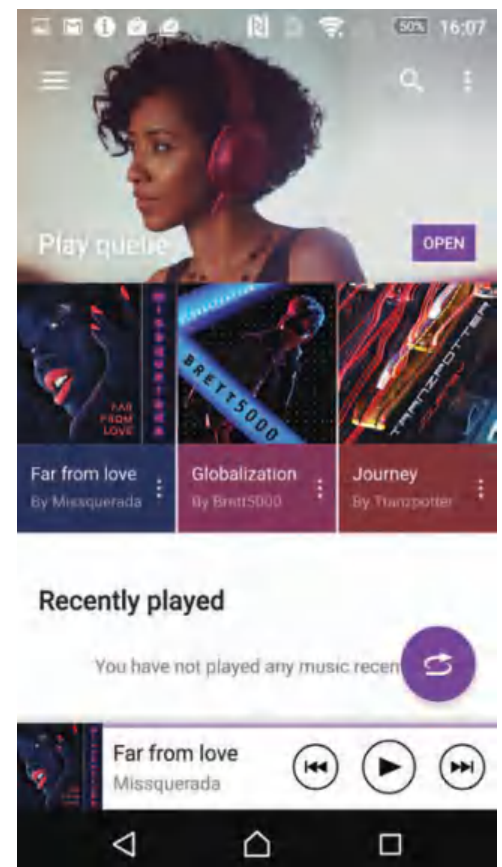 50% 16:07
Play queue
OPEN
MISSQUERADA
FAR
FROM
LOVE
GLOBALIZATION
BRETT5000
TRANZPOTTER
Far from love
By Missquerada
Globalization
By Brett5000
Journey
By Tranzpotter
Recently played
You have not played any music recen
Far from love
Missquerada